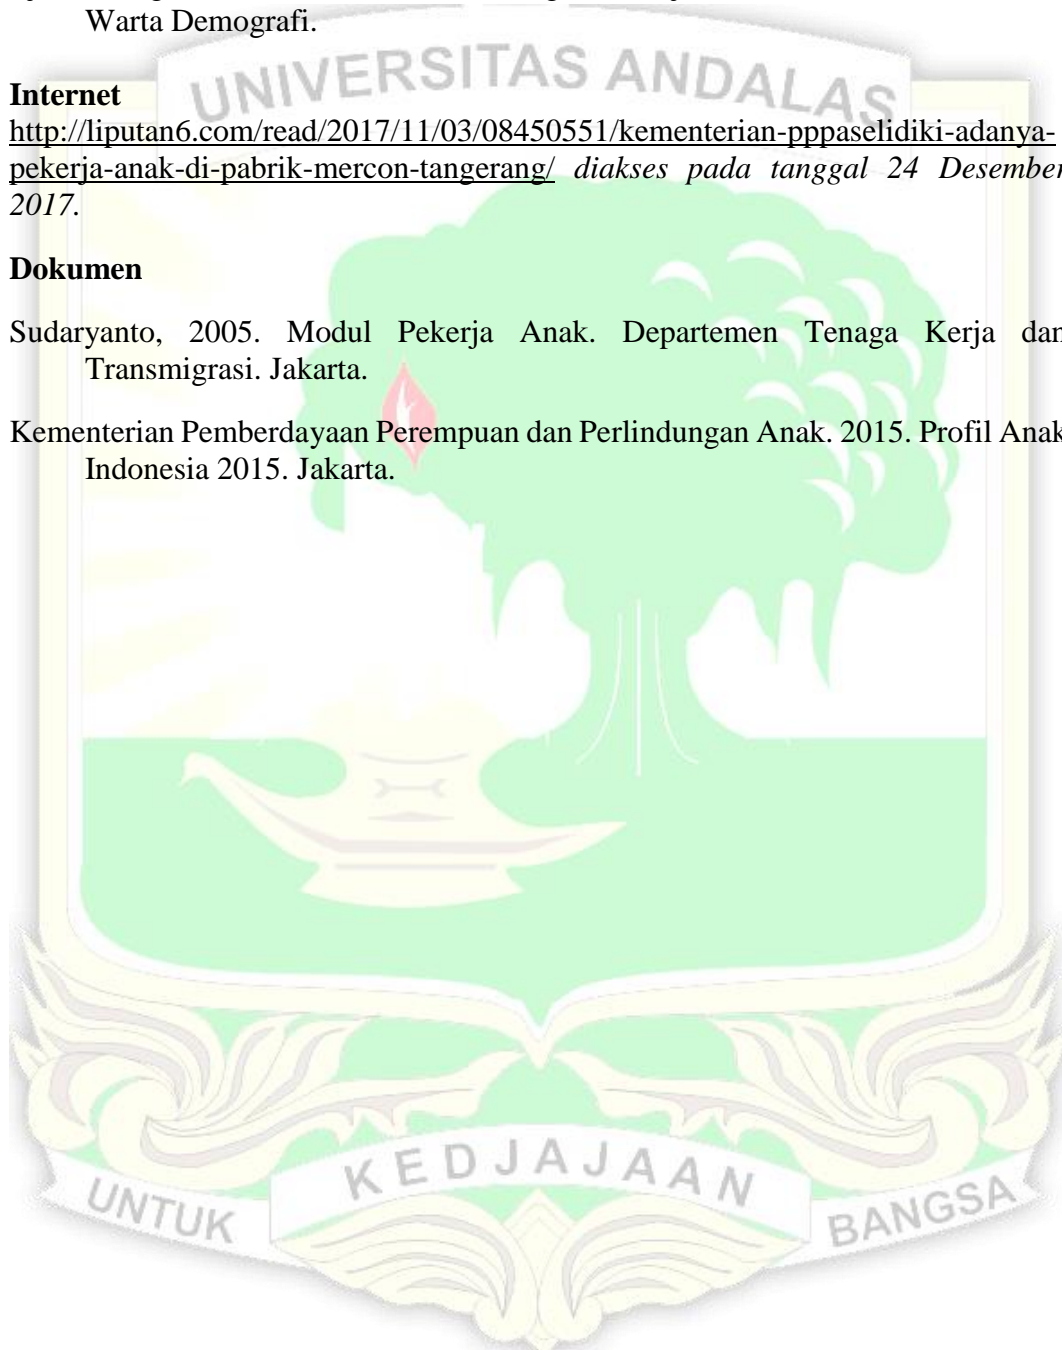 Warta Demografi.
UNIVERSITAS ANDALAS
Internet
http://liputan6.com/read/2017/11/03/08450551/kementerian-pppaselidiki-adanya-
pekerja-anak-di-pabrik-mercon-tangerang/ diakses pada tanggal 24 Desember
2017.
Dokumen
Sudaryanto, 2005. Modul Pekerja Anak. Departemen Tenaga Kerja dan
Transmigrasi. Jakarta.
Kementerian Pemberdayaan Perempuan dan Perlindungan Anak. 2015. Profil Anak
Indonesia 2015. Jakarta.
UNTUK KEDJAJAAN BANGSA